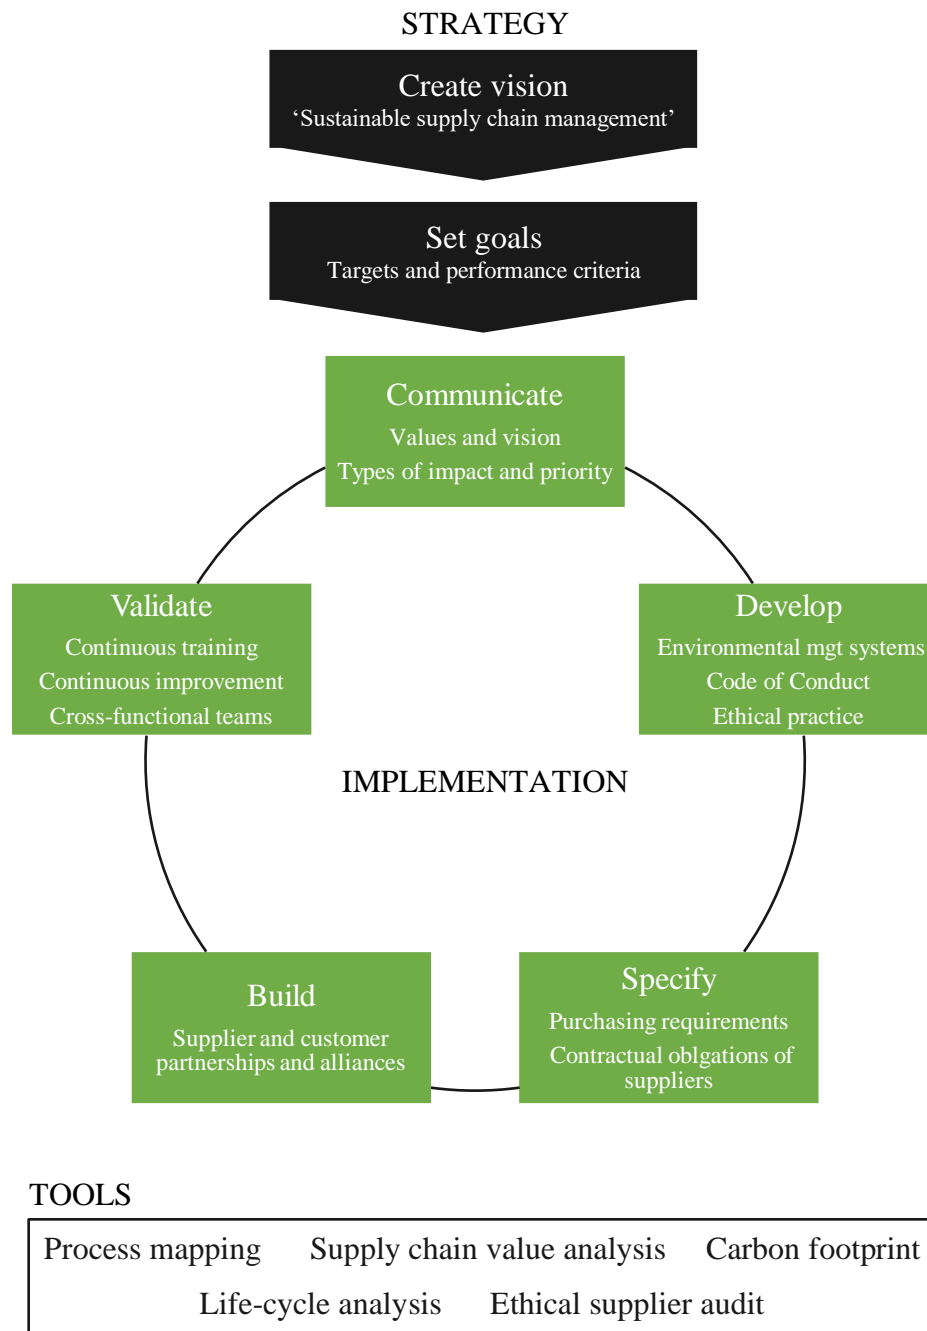 STRATEGY
Create vision
‘Sustainable supply chain management’
Set goals
Targets and performance criteria
Communicate
Values and vision
Types of impact and priority
Validate
Continuous training
Continuous improvement
Cross-functional teams
Develop
Environmental mgt systems
Code of Conduct
Ethical practice
IMPLEMENTATION
Build
Supplier and customer
partnerships and alliances
Specify
Purchasing requirements
Contractual oblgations of
suppliers
TOOLS
Process mapping Supply chain value analysis Carbon footprint
Life-cycle analysis Ethical supplier audit